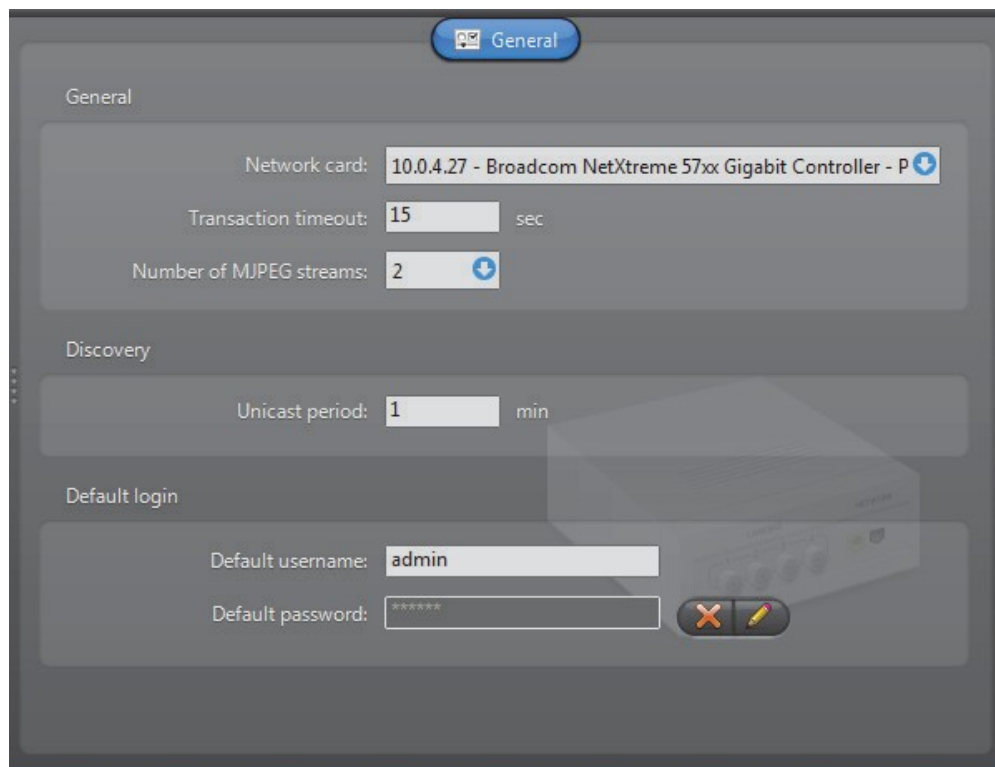 General
General
Network card: 10.0.4.27 - Broadcom NetXtreme 57xx Gigabit Controller - P
Transaction timeout: 15 sec
Number of MJPEG streams: 2
Discovery
Unicast period: 1 min
Default login
Default username: admin
Default password: ******